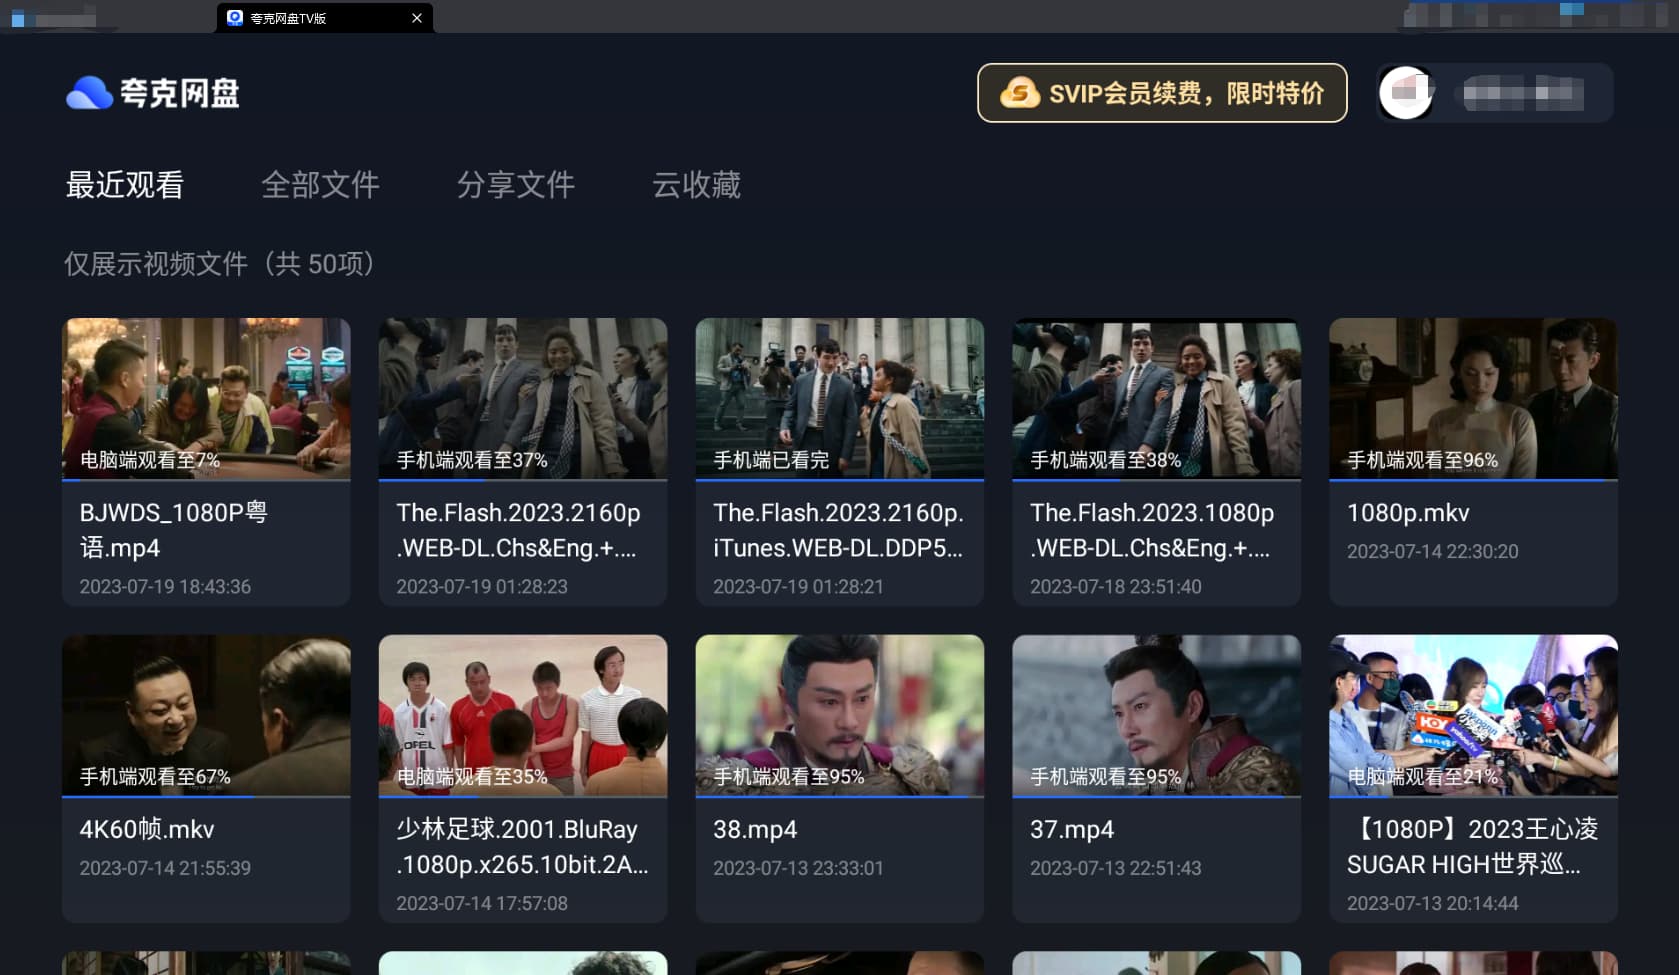 夸克网盘TV版
夸克网盘
SVIP会员续费，限时特价
最近观看
全部文件
分享文件
云收藏
仅展示视频文件（共 50项）
电脑端观看至7%
BJWDS_1080P粤
语.mp4
2023-07-19 18:43:36
手机端观看至37%
The.Flash.2023.2160p
.WEB-DL.Chs&Eng.+....
2023-07-19 01:28:23
手机端已看完
The.Flash.2023.2160p.
iTunes.WEB-DL.DDP5...
2023-07-19 01:28:21
手机端观看至38%
The.Flash.2023.1080p
.WEB-DL.Chs&Eng.+....
2023-07-18 23:51:40
手机端观看至96%
1080p.mkv
2023-07-14 22:30:20
手机端观看至67%
4K60帧.mkv
2023-07-14 21:55:39
OPEL
电脑端观看至35%
少林足球.2001.BluRay
.1080p.x265.10bit.2A...
2023-07-14 17:57:08
手机端观看至95%
38.mp4
2023-07-13 23:33:01
手机端观看至95%
37.mp4
2023-07-13 22:51:43
HOY
电脑端观看至21%
【1080P】2023王心凌
SUGAR HIGH世界巡...
2023-07-13 20:14:44